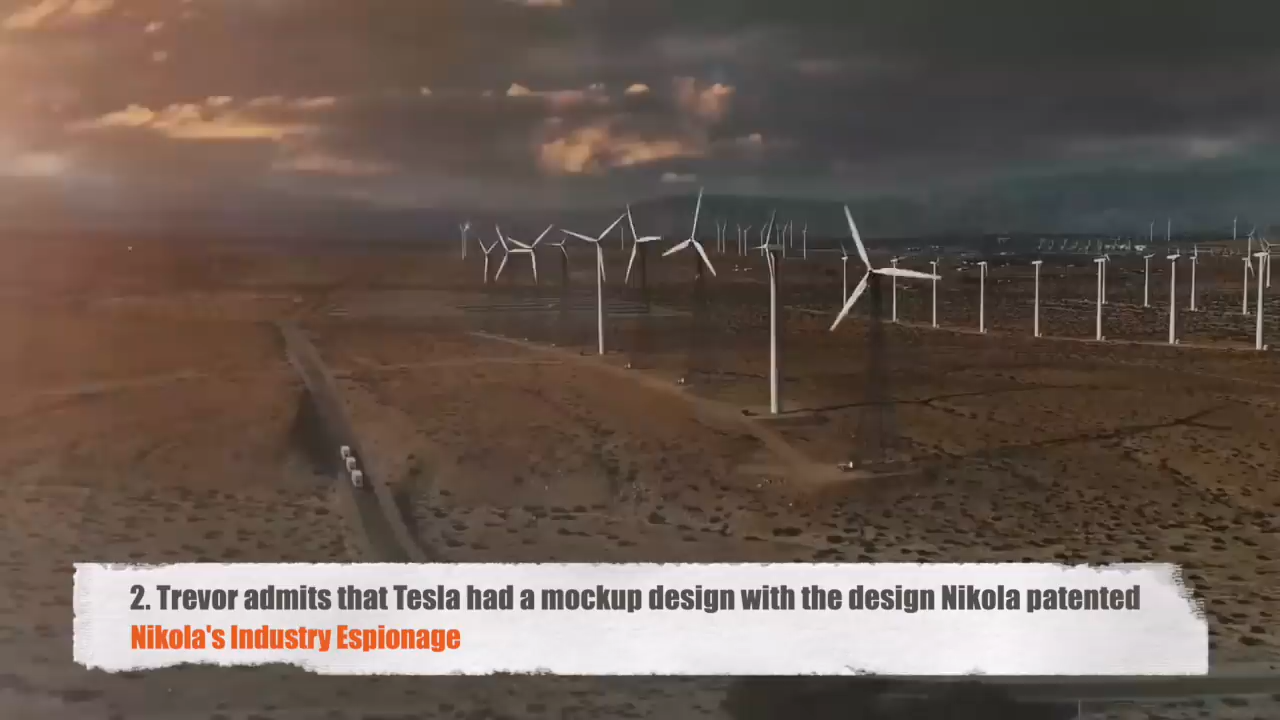 2. Trevor admits that Tesla had a mockup design with the design Nikola patented
Nikola's Industry Espionage